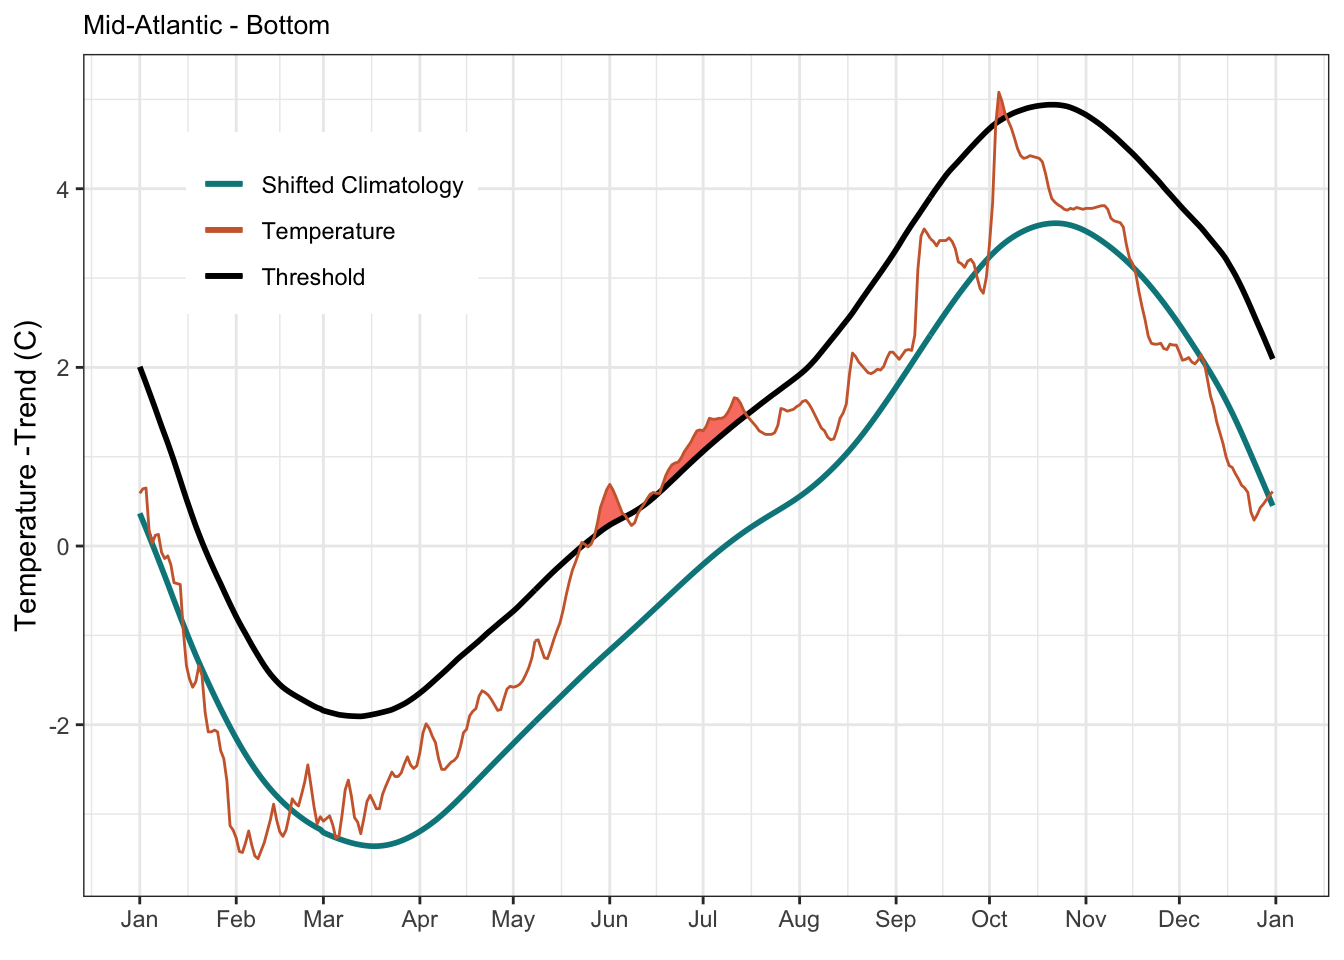 Mid-Atlantic - Bottom
Temperature -Trend (C)
Shifted Climatology
Temperature
Threshold
4
2
0
-2
Jan Feb Mar Apr May Jun Jul Aug Sep Oct Nov Dec Jan